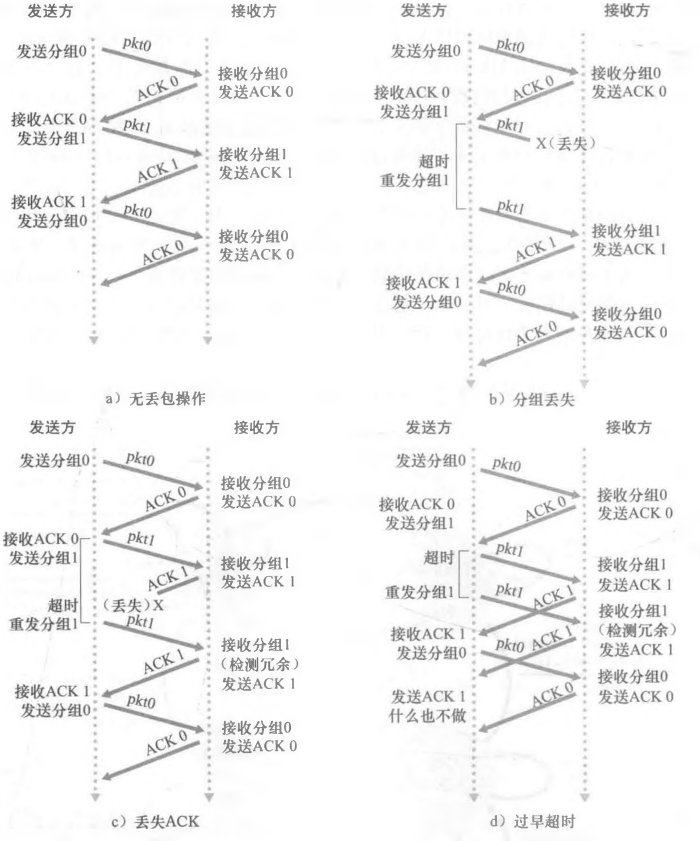 发送方
接收方
发送分组0
pkt0
接收分组0
发送ACK 0
ACK 0
接收ACK 0
发送分组1
pkt1
接收分组1
发送ACK 1
ACK 1
接收ACK 1
发送分组0
pkt0
接收分组0
发送ACK 0
ACK 0
a）无丢包操作
发送方
接收方
发送分组0
pkt0
接收分组0
发送ACK 0
ACK 0
接收ACK 0
发送分组1
pkt1
X（丢失）
超时
重发分组1
pkt1
接收分组1
发送ACK 1
ACK 1
接收ACK 1
发送分组0
pkt0
接收分组0
发送ACK 0
ACK 0
b）分组丢失
发送方
接收方
发送分组0
pkt0
接收分组0
发送ACK 0
ACK 0
接收ACK 0
发送分组1
pkt1
接收分组1
发送ACK 1
ACK 1
（丢失）X
超时
重发分组1
pkt1
接收分组1
（检测冗余）
发送ACK 1
ACK 1
接收ACK 1
发送分组0
pkt0
接收分组0
发送ACK 0
ACK 0
c）丢失ACK
发送方
接收方
发送分组0
pkt0
接收分组0
发送ACK 0
ACK 0
接收ACK 0
发送分组1
pkt1
超时
接收分组1
发送ACK 1
重发分组1
pkt1
ACK 1
接收分组1
（检测冗余）
发送ACK 1
接收ACK 1
发送分组0
pkt0
ACK 1
接收分组0
发送ACK 0
发送ACK 1
什么也不做
ACK 0
d）过早超时